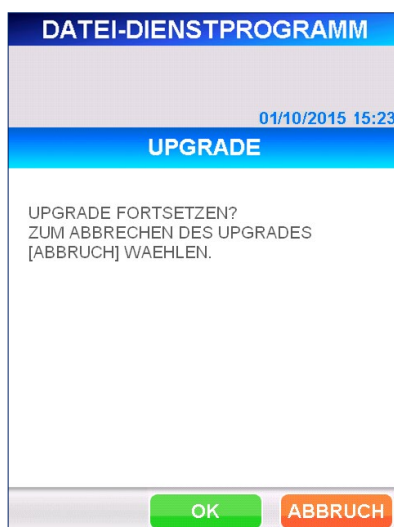 DATEI-DIENSTPROGRAMM
01/10/2015 15:23
UPGRADE
UPGRADE FORTSETZEN?
ZUM ABBRECHEN DES UPGRADES
[ABBRUCH] WAEHLEN.
OK ABBRUCH